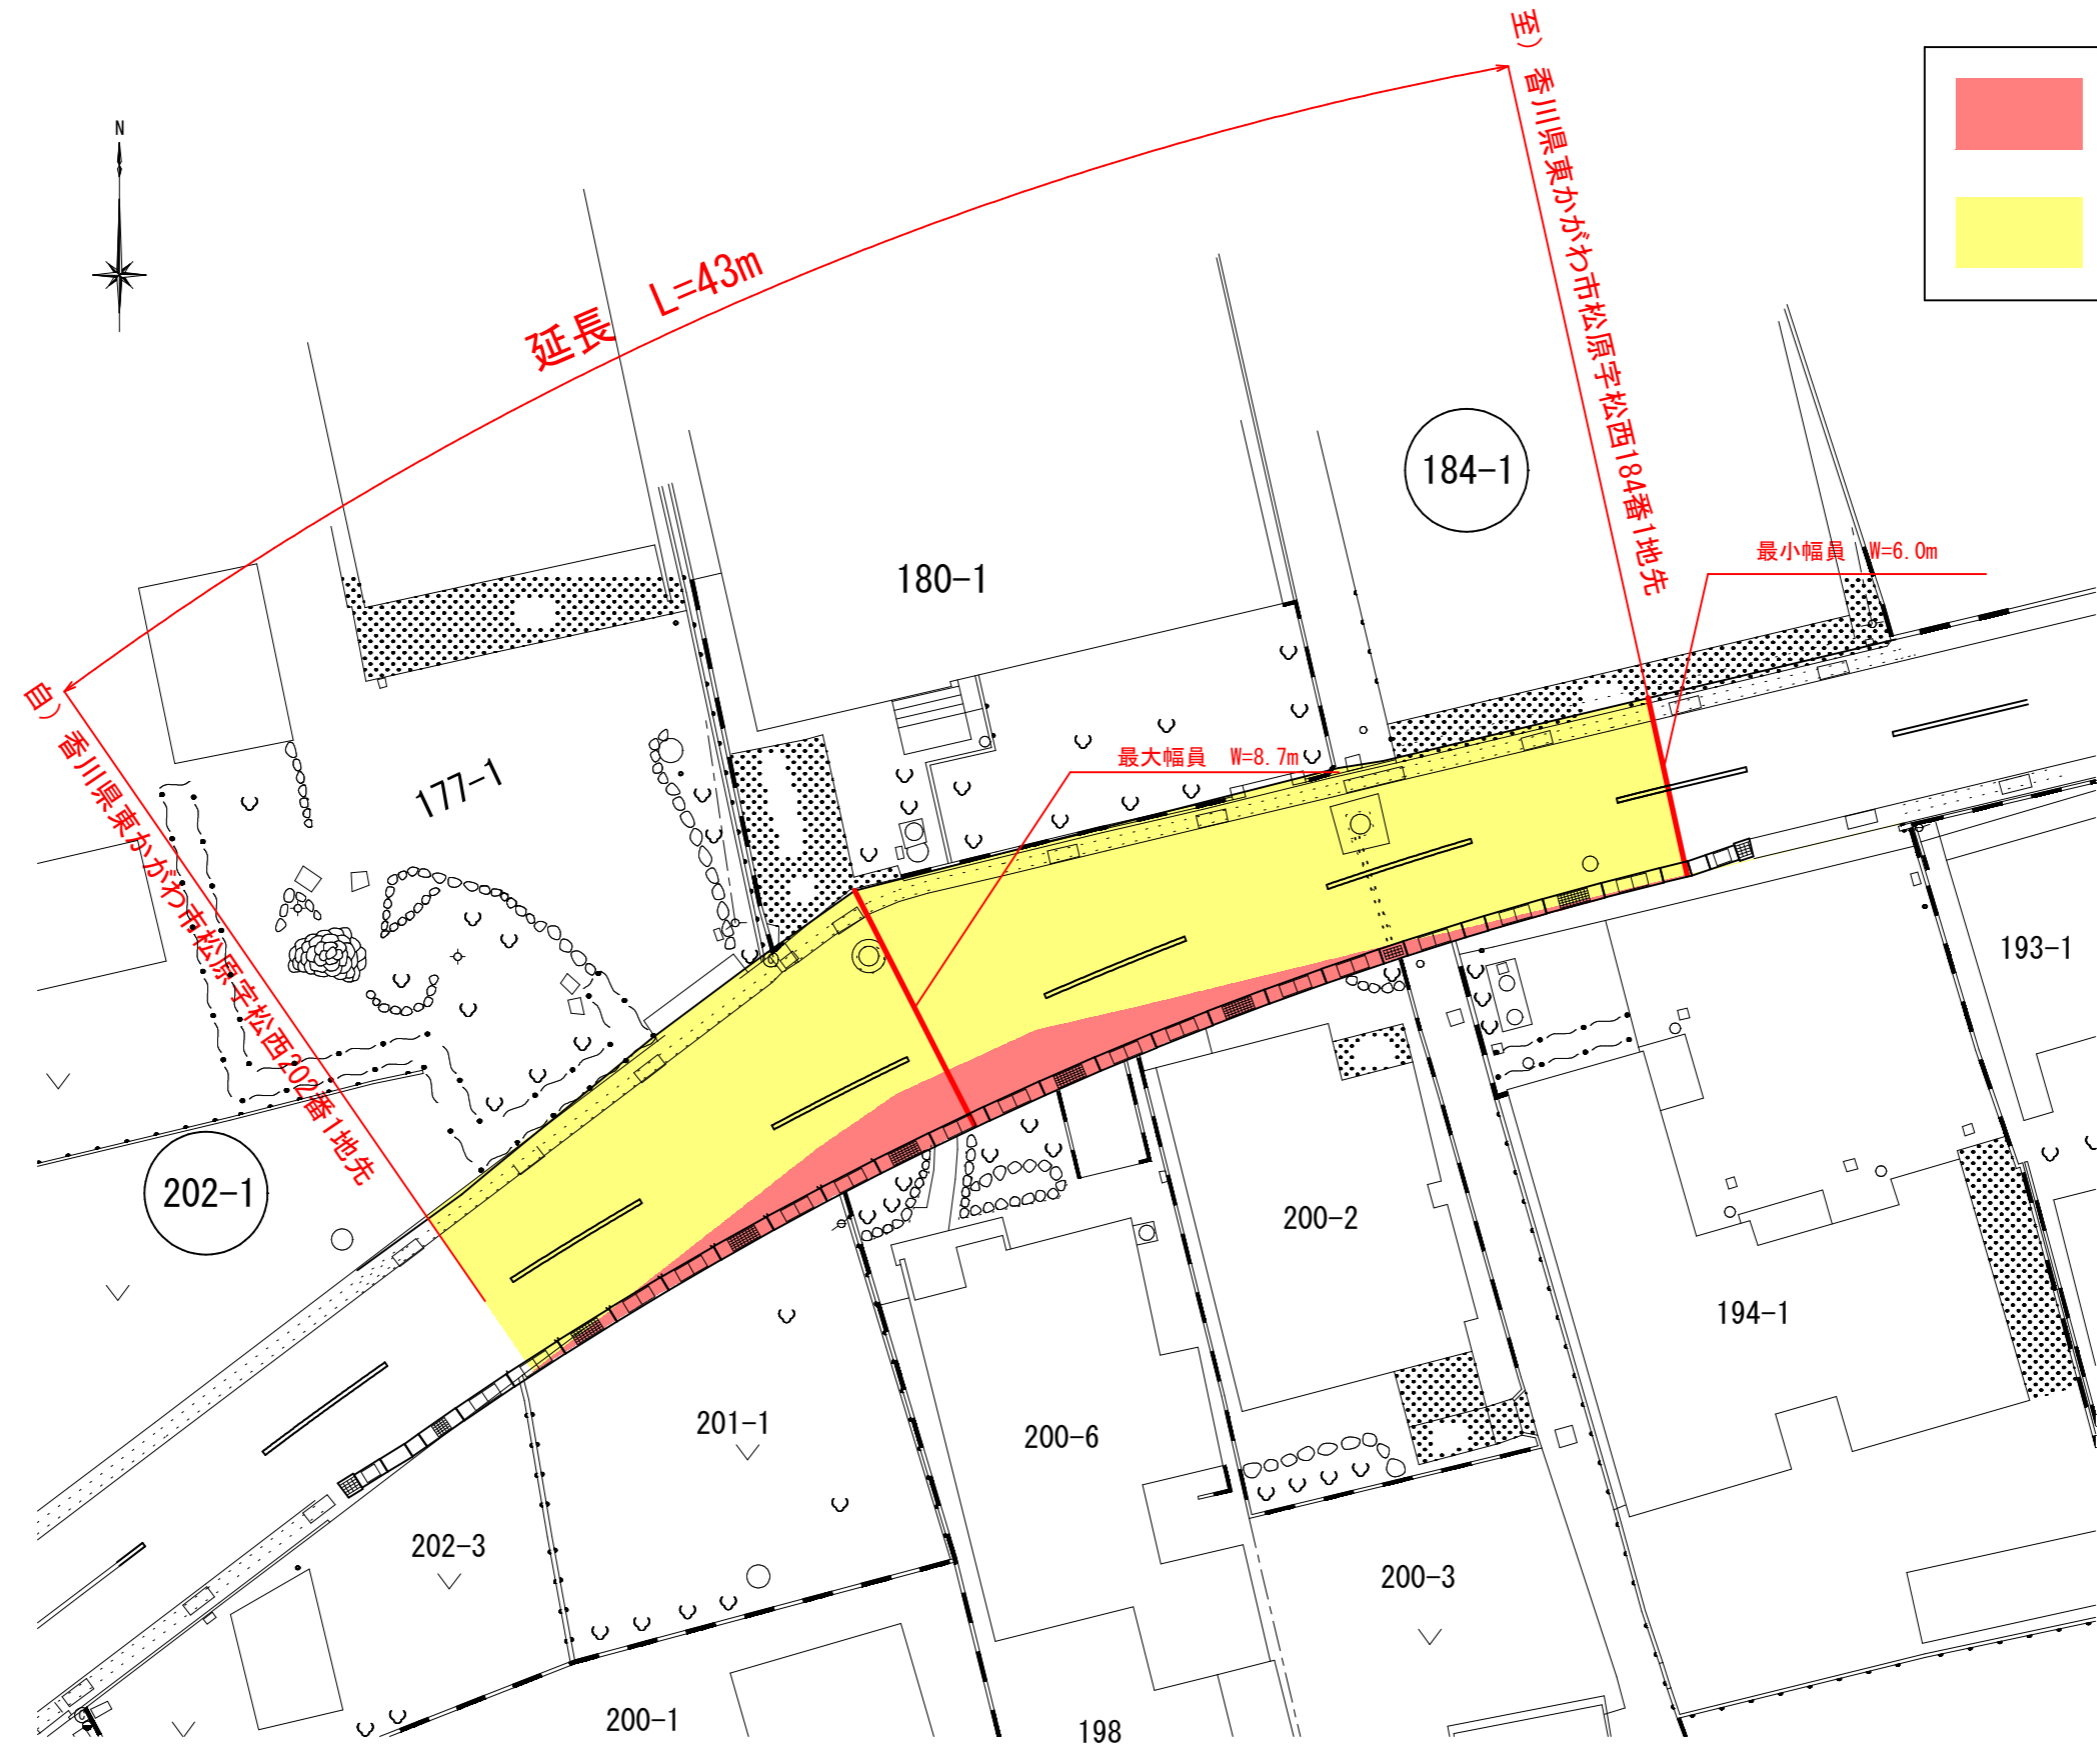 N
至) 香川県東かがわ市松原字松西184番1地先
延長 L=43m
184-1
最小幅員 W=6.0m
180-1
自) 香川県東かがわ市松原字松西202番1地先
最大幅員 W=8.7m
177-1
193-1
202-1
200-2
194-1
201-1
200-6
202-3
200-3
200-1
198